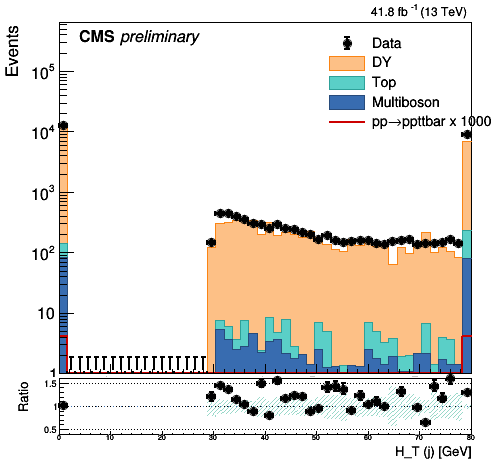 41.8 fb⁻¹ (13 TeV)
CMS preliminary
Events
Data
DY
Top
Multiboson
pp→ppttbar x 1000
10⁵
10⁴
10³
10²
10
1
Ratio
1.5
1
0.5
0 10 20 30 40 50 60 70 80
H_T (j) [GeV]